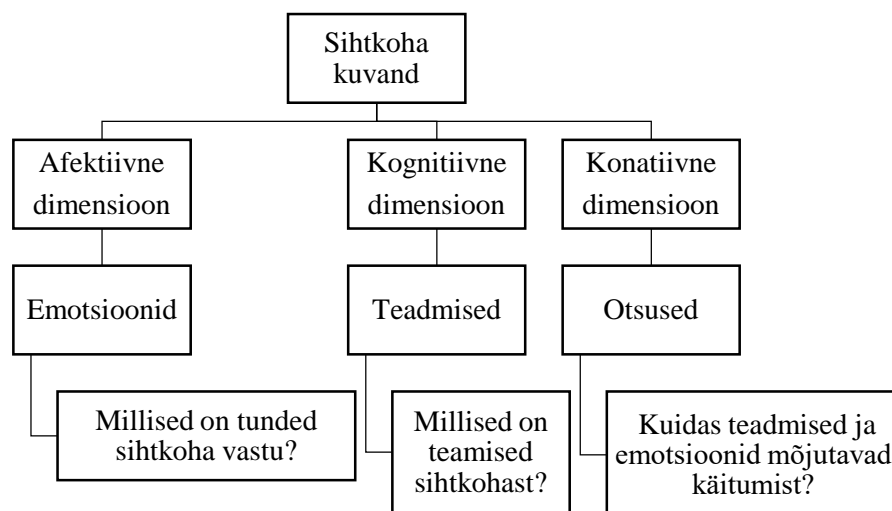 Sihtkoha
kuvand
Afektiivne
dimensioon
Kognitiivne
dimensioon
Konatiivne
dimensioon
Emotsioonid
Teadmised
Otsused
Millised on tunded
sihtkoha vastu?
Millised on
teamised
sihtkohast?
Kuidas teadmised ja
emotsioonid mõjutavad
käitumist?